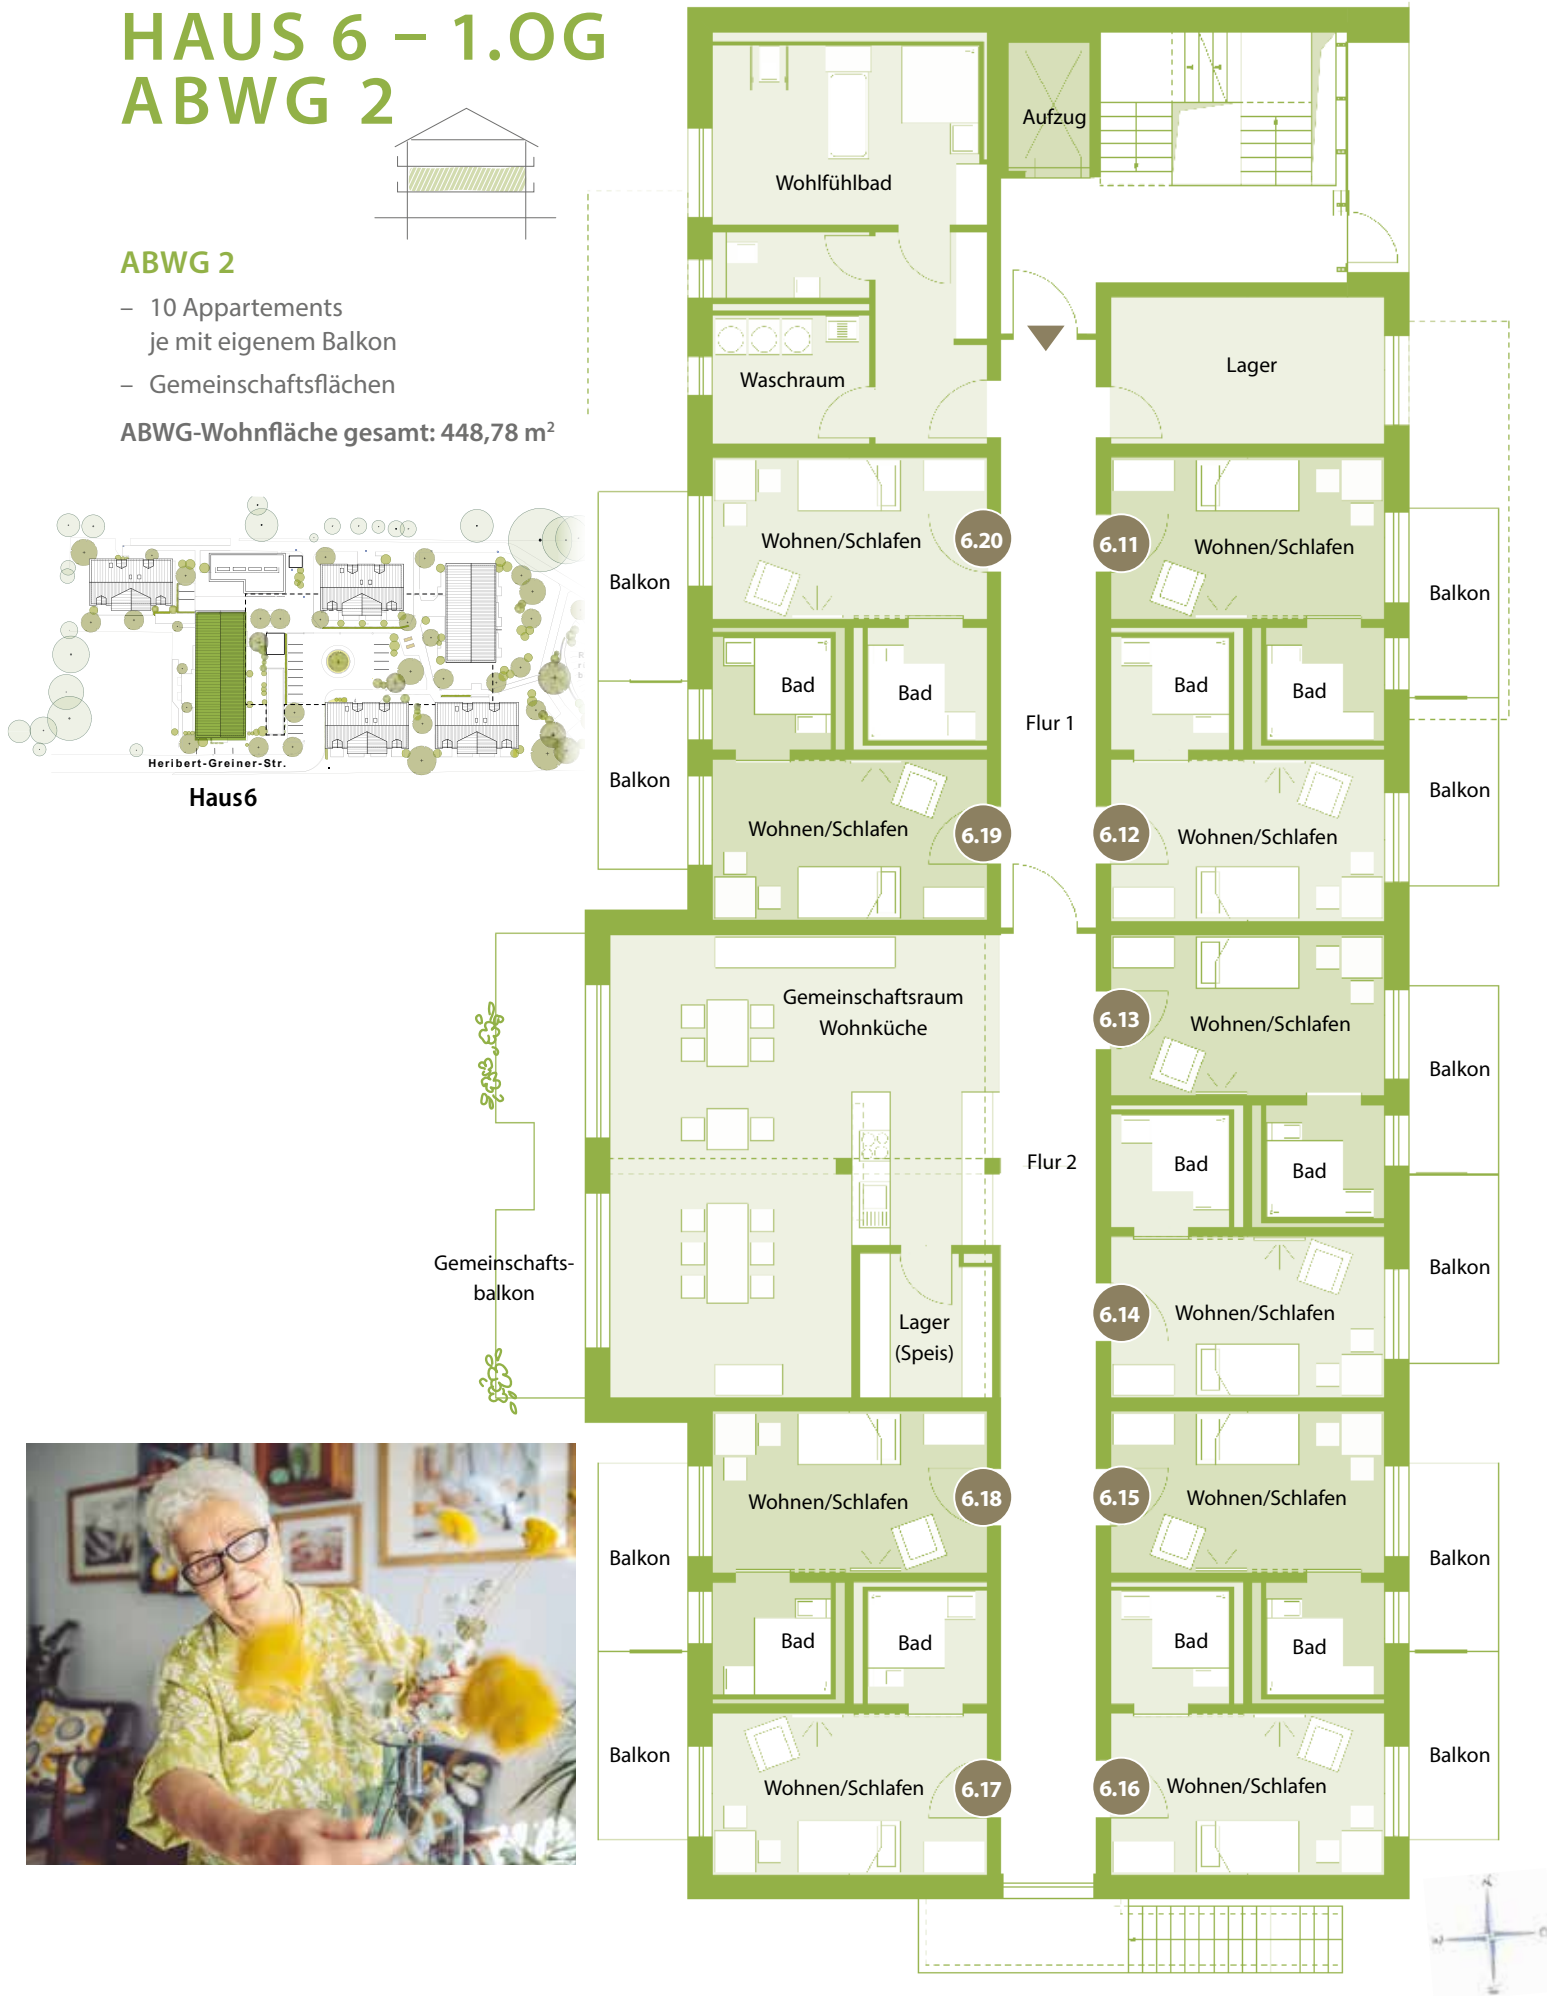 HAUS 6 – 1.OG
ABWG 2
ABWG 2
– 10 Appartements
je mit eigenem Balkon
– Gemeinschaftsflächen
ABWG-Wohnfläche gesamt: 448,78 m²
Heribert-Greiner-Str.
Haus6
Aufzug
Wohlfühlbad
Waschraum
Lager
Wohnen/Schlafen
6.20
6.11
Wohnen/Schlafen
Balkon
Balkon
Bad
Bad
Flur 1
Bad
Bad
Balkon
Balkon
Wohnen/Schlafen
6.19
6.12
Wohnen/Schlafen
Gemeinschaftsraum
Wohnküche
6.13
Wohnen/Schlafen
Balkon
Flur 2
Bad
Bad
Gemeinschafts-
balkon
Balkon
Lager
(Speis)
6.14
Wohnen/Schlafen
Wohnen/Schlafen
6.18
6.15
Wohnen/Schlafen
Balkon
Balkon
Bad
Bad
Bad
Bad
Balkon
Balkon
Wohnen/Schlafen
6.17
6.16
Wohnen/Schlafen
N
O